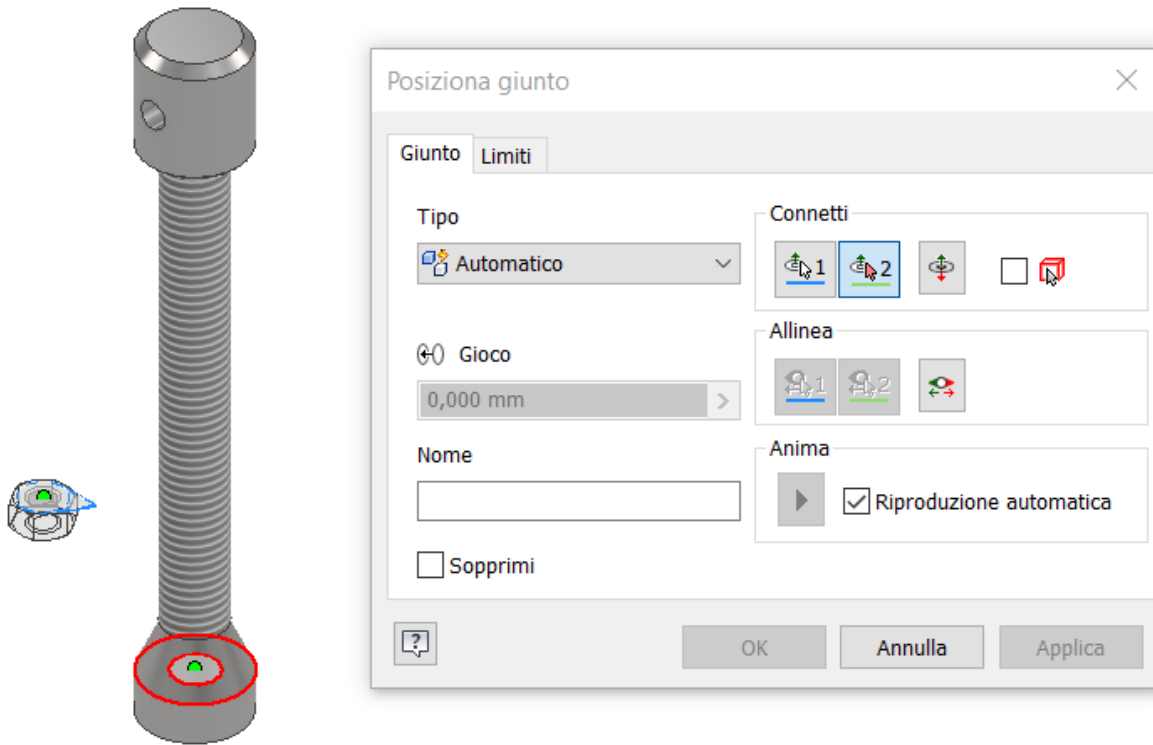 Posiziona giunto
Giunto Limiti
Tipo
Automatico
Gioco
0,000 mm
Nome
Sopprimi
Connetti
1 2
Allinea
1 2
Anima
Riproduzione automatica
?
OK Annulla Applica